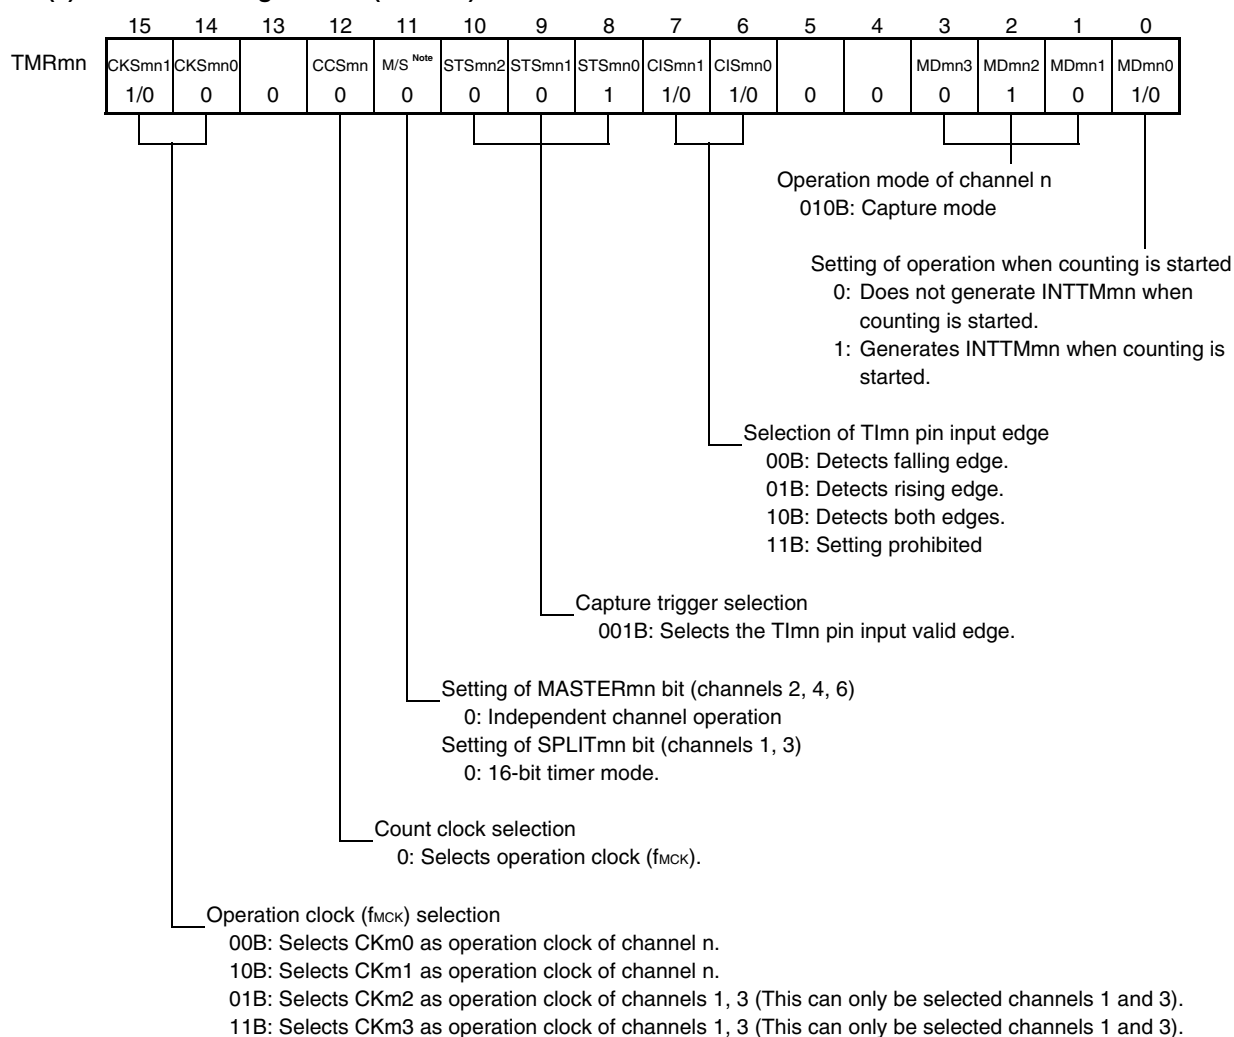 15 14 13 12 11 10 9 8 7 6 5 4 3 2 1 0
TMRmn CKSmn1 CKSmn0 CCSmn M/S Note STSmn2 STSmn1 STSmn0 CISmn1 CISmn0 MDmn3 MDmn2 MDmn1 MDmn0
1/0 0 0 0 0 0 0 1 1/0 1/0 0 0 0 1 0 1/0
Operation mode of channel n
010B: Capture mode
Setting of operation when counting is started
0: Does not generate INTTMmn when
counting is started.
1: Generates INTTMmn when counting is
started.
Selection of TImn pin input edge
00B: Detects falling edge.
01B: Detects rising edge.
10B: Detects both edges.
11B: Setting prohibited
Capture trigger selection
001B: Selects the TImn pin input valid edge.
Setting of MASTERmn bit (channels 2, 4, 6)
0: Independent channel operation
Setting of SPLITmn bit (channels 1, 3)
0: 16-bit timer mode.
Count clock selection
0: Selects operation clock (fMCK).
Operation clock (fMCK) selection
00B: Selects CKm0 as operation clock of channel n.
10B: Selects CKm1 as operation clock of channel n.
01B: Selects CKm2 as operation clock of channels 1, 3 (This can only be selected channels 1 and 3).
11B: Selects CKm3 as operation clock of channels 1, 3 (This can only be selected channels 1 and 3).